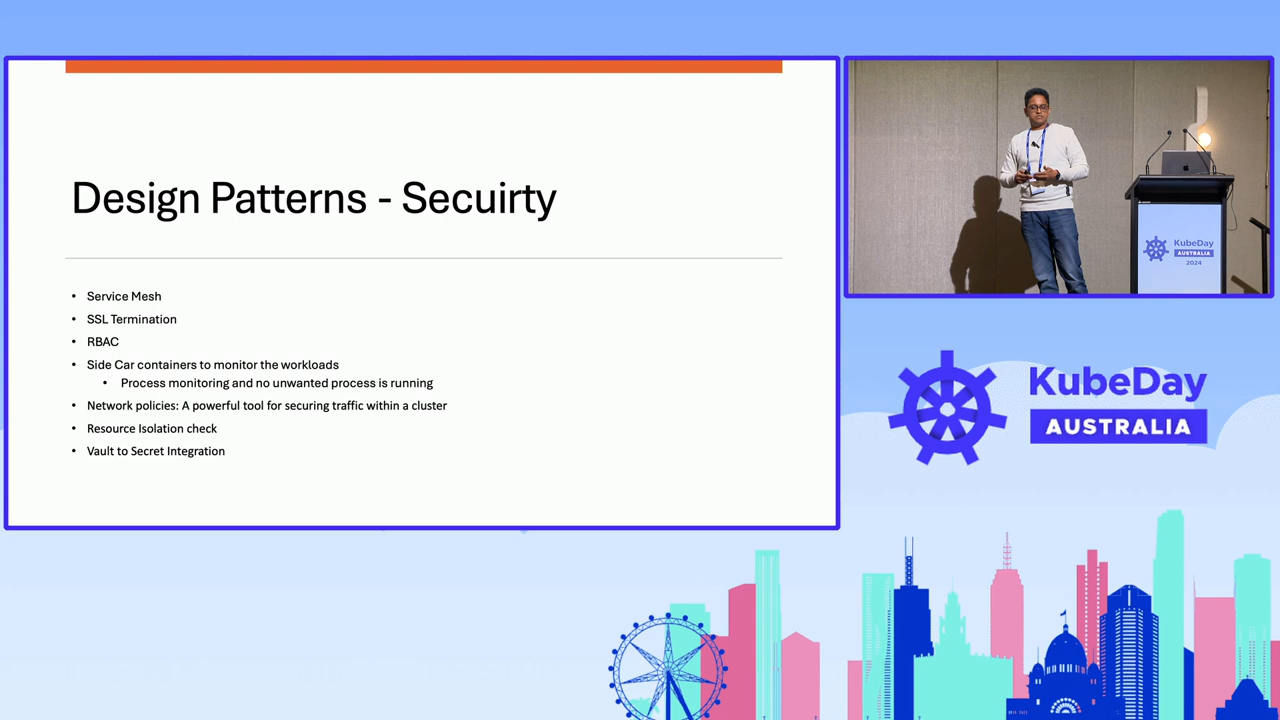 Design Patterns - Secuirty
• Service Mesh
• SSL Termination
• RBAC
• Side Car containers to monitor the workloads
• Process monitoring and no unwanted process is running
• Network policies: A powerful tool for securing traffic within a cluster
• Resource Isolation check
• Vault to Secret Integration
KubeDay
AUSTRALIA
2024
KubeDay
AUSTRALIA